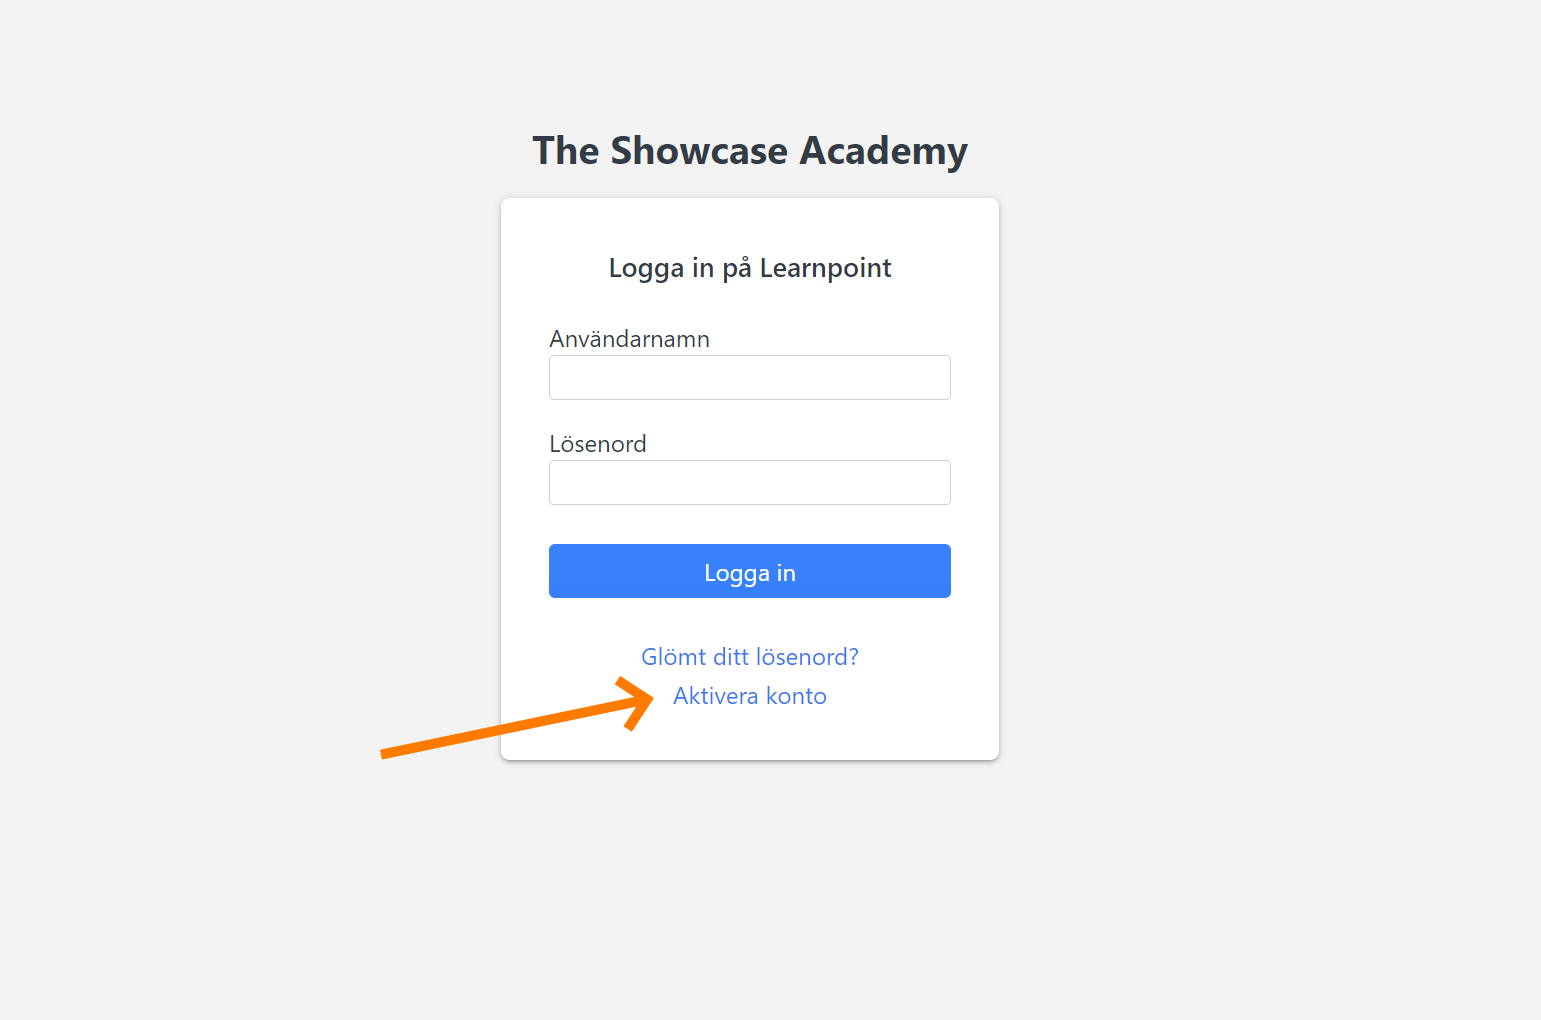 The Showcase Academy
Logga in på Learnpoint
Användarnamn
Lösenord
Logga in
Glömt ditt lösenord?
Aktivera konto